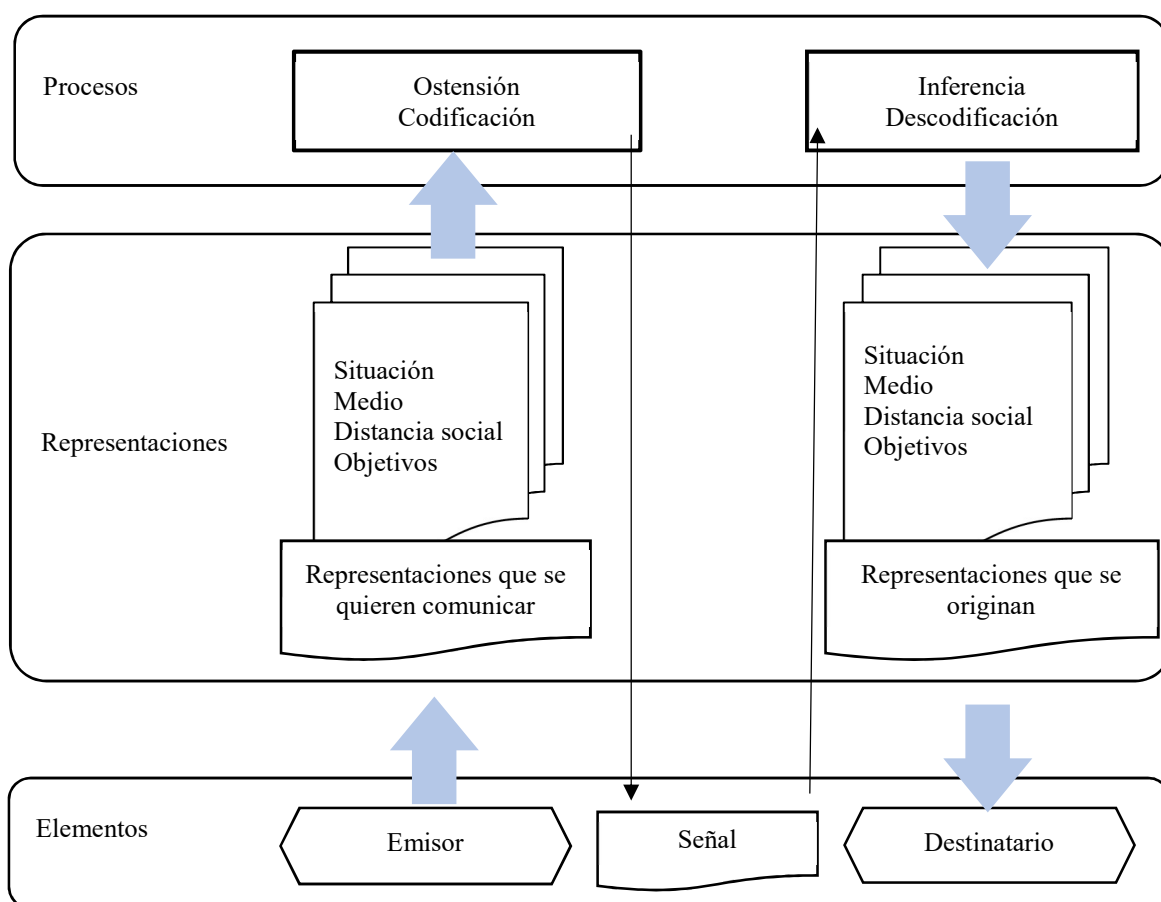 Procesos
Ostensión
Codificación
Inferencia
Descodificación
Representaciones
Situación
Medio
Distancia social
Objetivos
Representaciones que se
quieren comunicar
Situación
Medio
Distancia social
Objetivos
Representaciones que se
originan
Elementos
Emisor
Señal
Destinatario